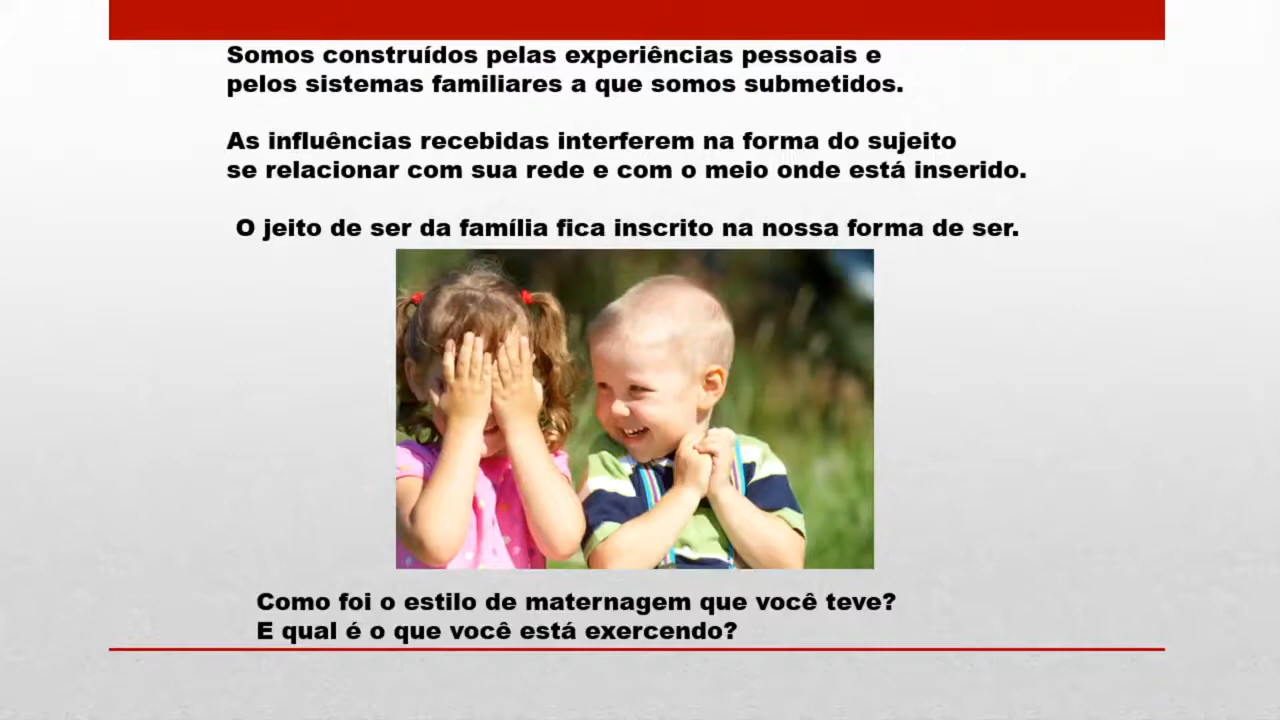 Somos construídos pelas experiências pessoais e
pelos sistemas familiares a que somos submetidos.
As influências recebidas interferem na forma do sujeito
se relacionar com sua rede e com o meio onde está inserido.
O jeito de ser da família fica inscrito na nossa forma de ser.
Como foi o estilo de maternagem que você teve?
E qual é o que você está exercendo?